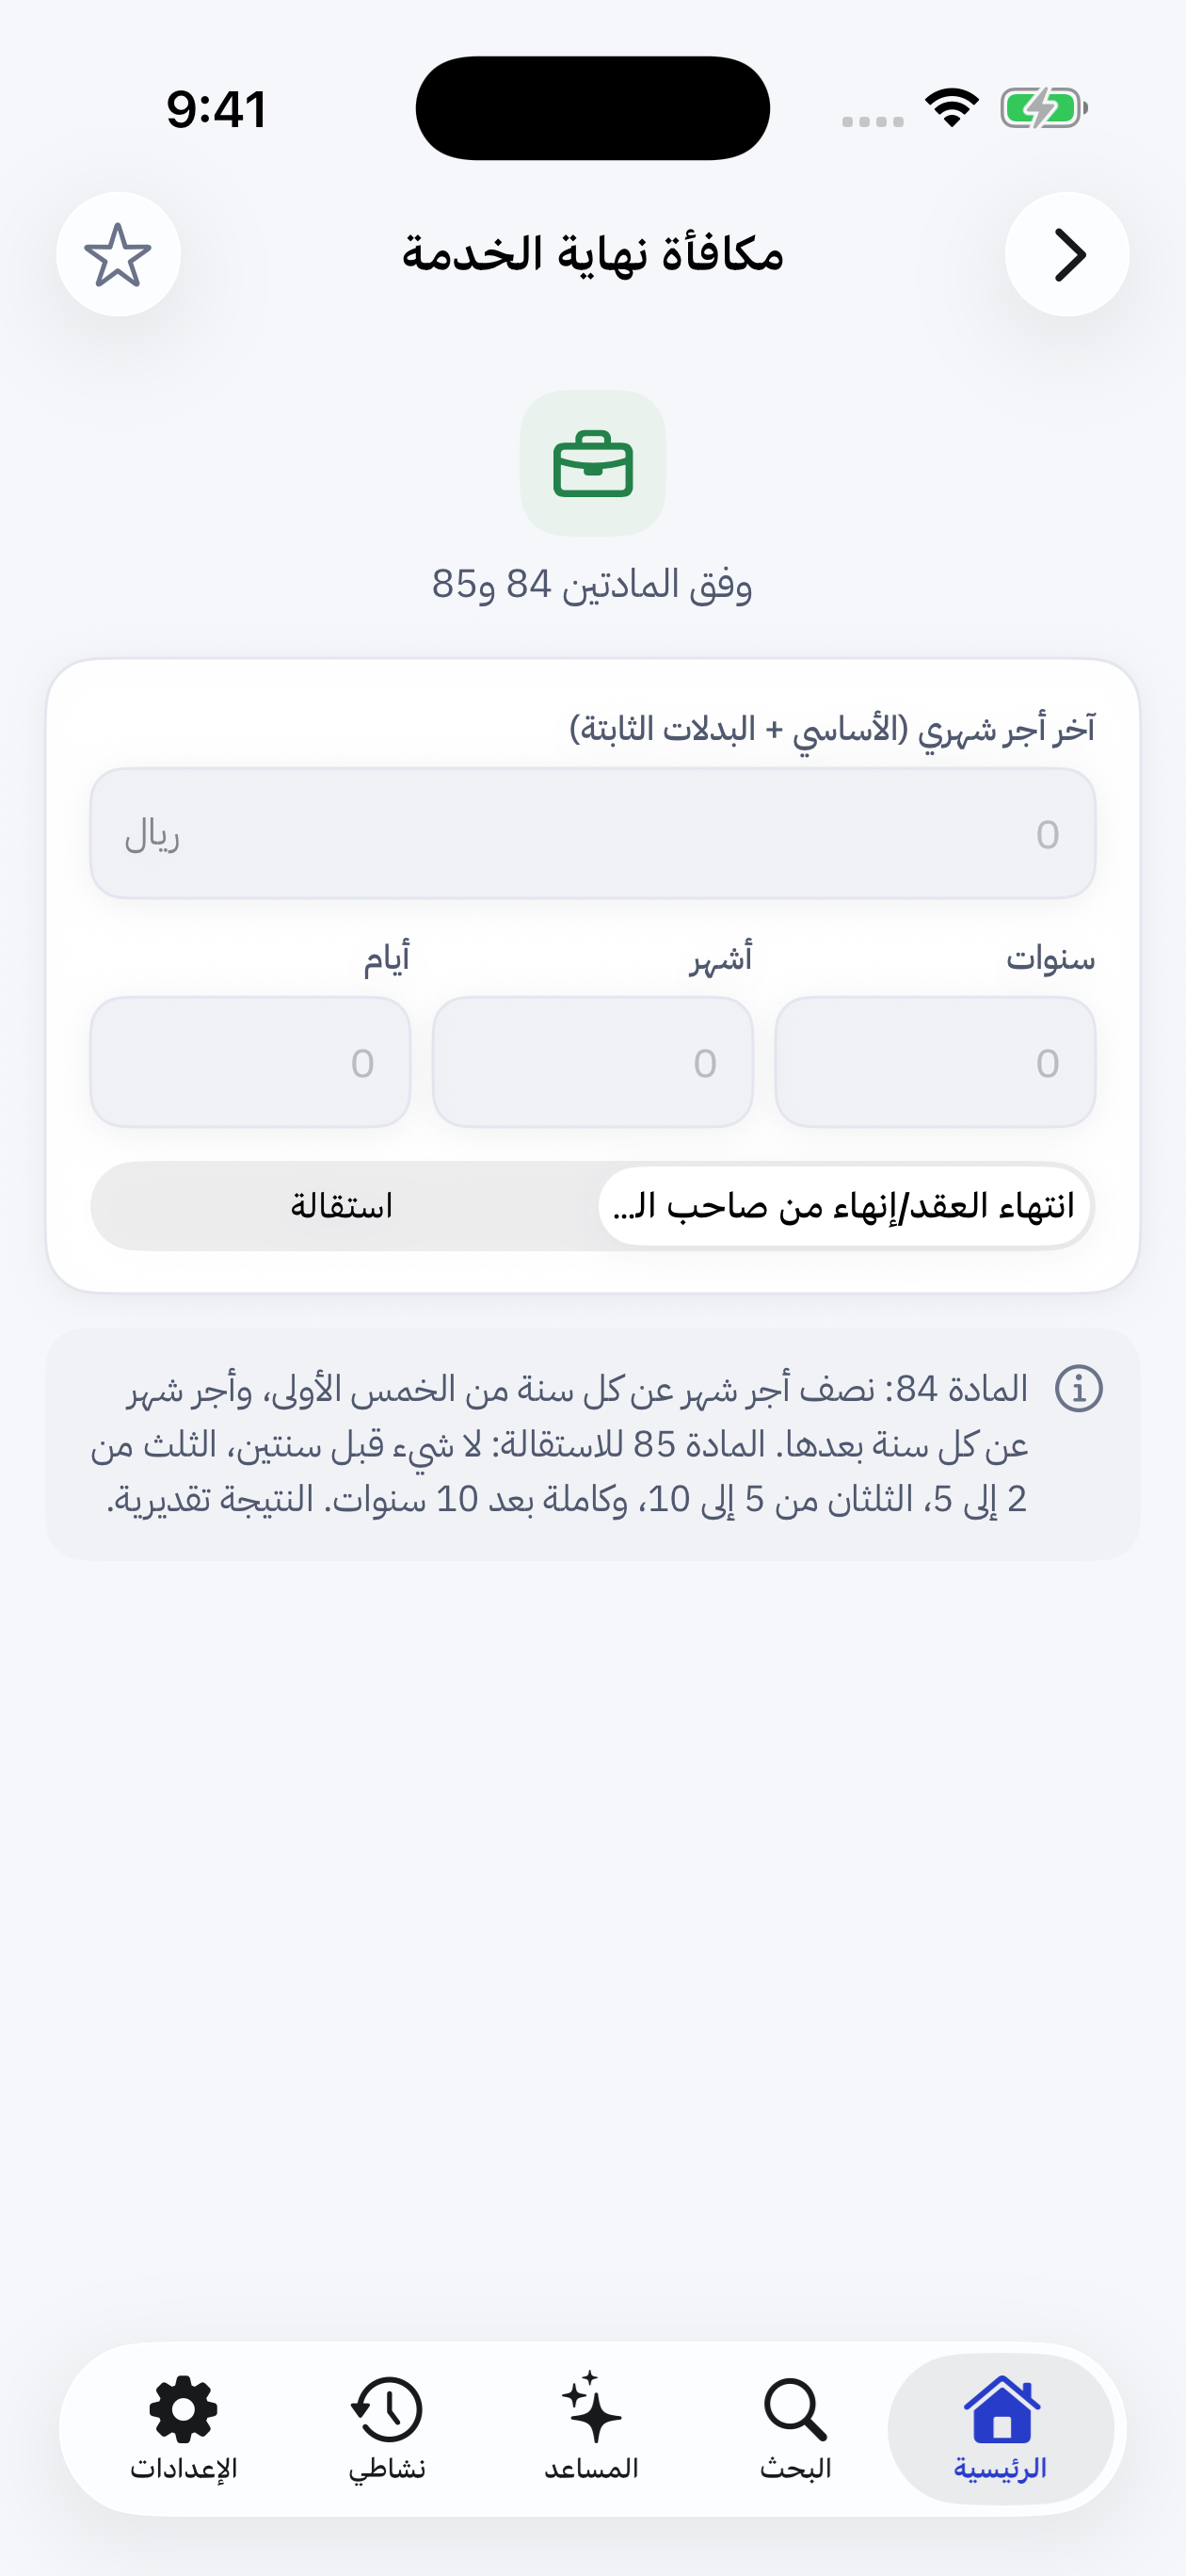 9:41
مكافأة نهاية الخدمة
وفق المادتين 84 و85
آخر أجر شهري (الأساسي + البدلات الثابتة)
0
ريال
سنوات
أشهر
أيام
0
0
0
انتهاء العقد/إنهاء من صاحب الـ...
استقالة
المادة 84: نصف أجر شهر عن كل سنة من الخمس الأولى، وأجر شهر
عن كل سنة بعدها. المادة 85 للاستقالة: لا شيء قبل سنتين، الثلث من
2 إلى 5، الثلثان من 5 إلى 10، وكاملة بعد 10 سنوات. النتيجة تقديرية.
الرئيسية
البحث
المساعد
نشاطي
الإعدادات